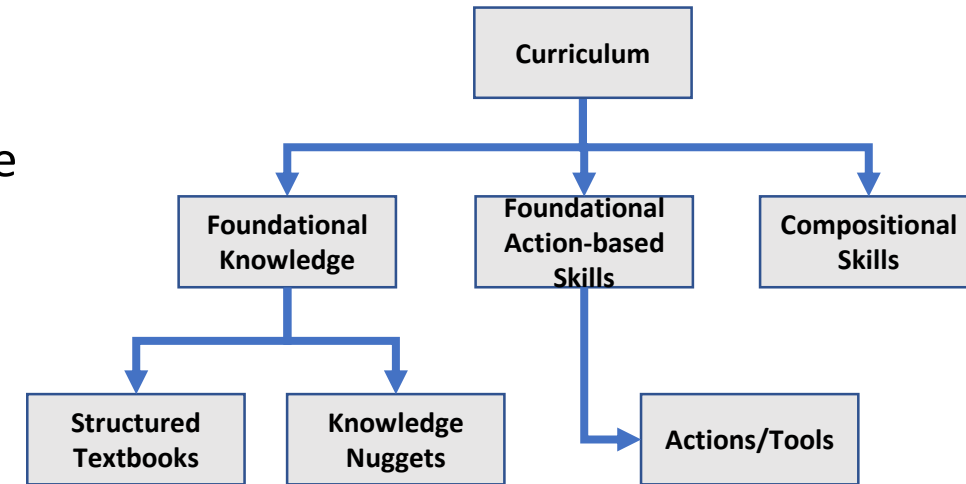 Curriculum
e
Foundational
Knowledge
Foundational
Action-based
Skills
Compositional
Skills
Structured
Textbooks
Knowledge
Nuggets
Actions/Tools